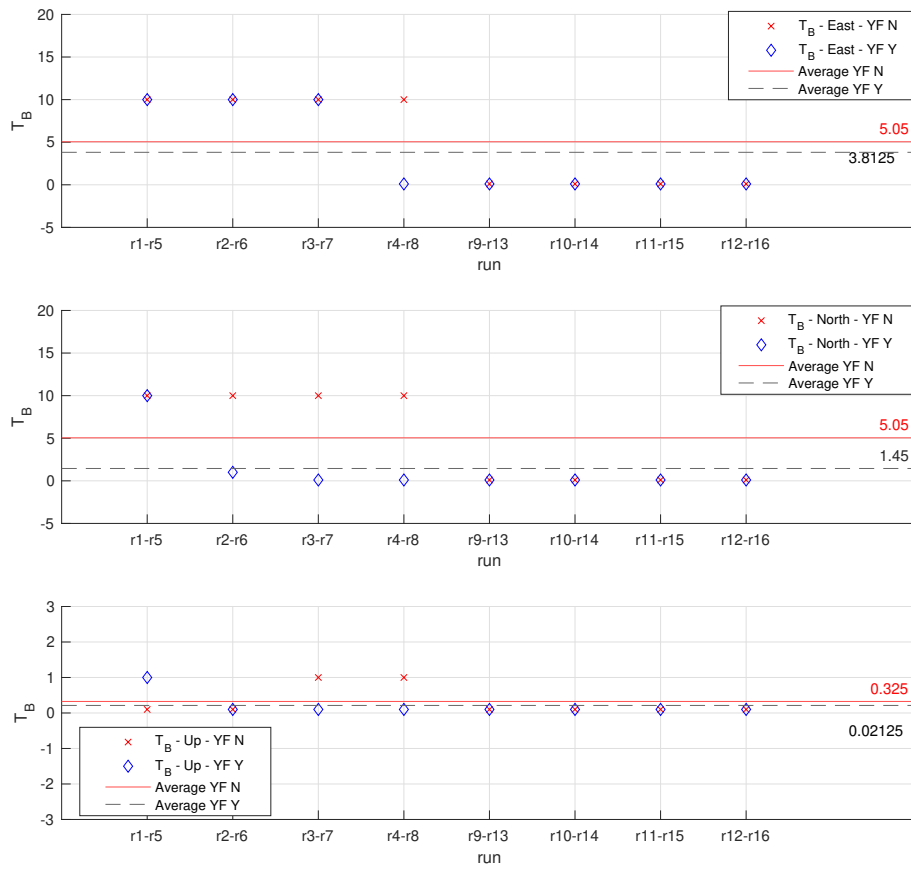 20
15
10
5
0
-5
T_B
T_B - East - YF N
T_B - East - YF Y
Average YF N
Average YF Y
5.05
3.8125
r1-r5 r2-r6 r3-r7 r4-r8 r9-r13 r10-r14 r11-r15 r12-r16
run
20
15
10
5
0
-5
T_B
T_B - North - YF N
T_B - North - YF Y
Average YF N
Average YF Y
5.05
1.45
r1-r5 r2-r6 r3-r7 r4-r8 r9-r13 r10-r14 r11-r15 r12-r16
run
3
2
1
0
-1
-2
-3
T_B
0.325
0.02125
T_B - Up - YF N
T_B - Up - YF Y
Average YF N
Average YF Y
r1-r5 r2-r6 r3-r7 r4-r8 r9-r13 r10-r14 r11-r15 r12-r16
run